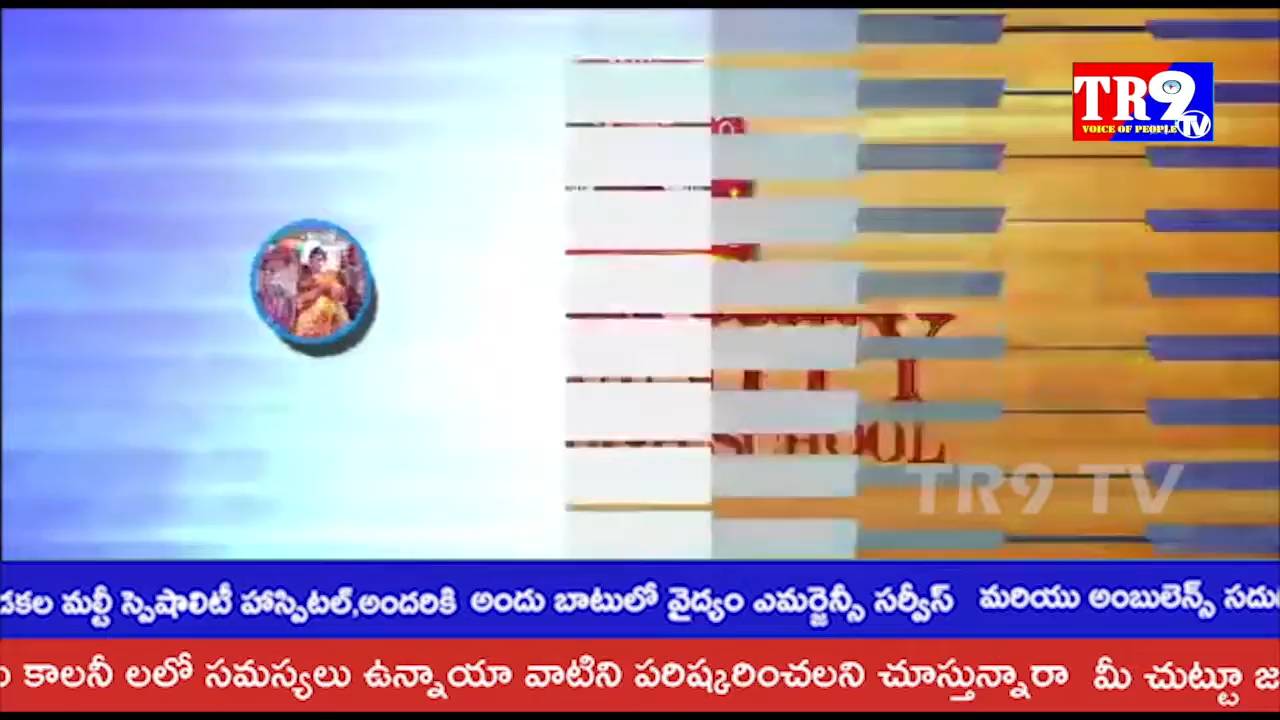 TR9
VOICE OF PEOPLE TV
SCHOOL
TR9 TV
మల్టీ స్పెషాలిటీ హాస్పిటల్,అందరికి అందు బాటులో వైద్యం ఎమర్జెన్సీ సర్వీస్ మరియు అంబులెన్స్
కాలనీ లలో సమస్యలు ఉన్నాయా వాటిని పరిష్కరించలని చూస్తున్నారా మీ చుట్టూ